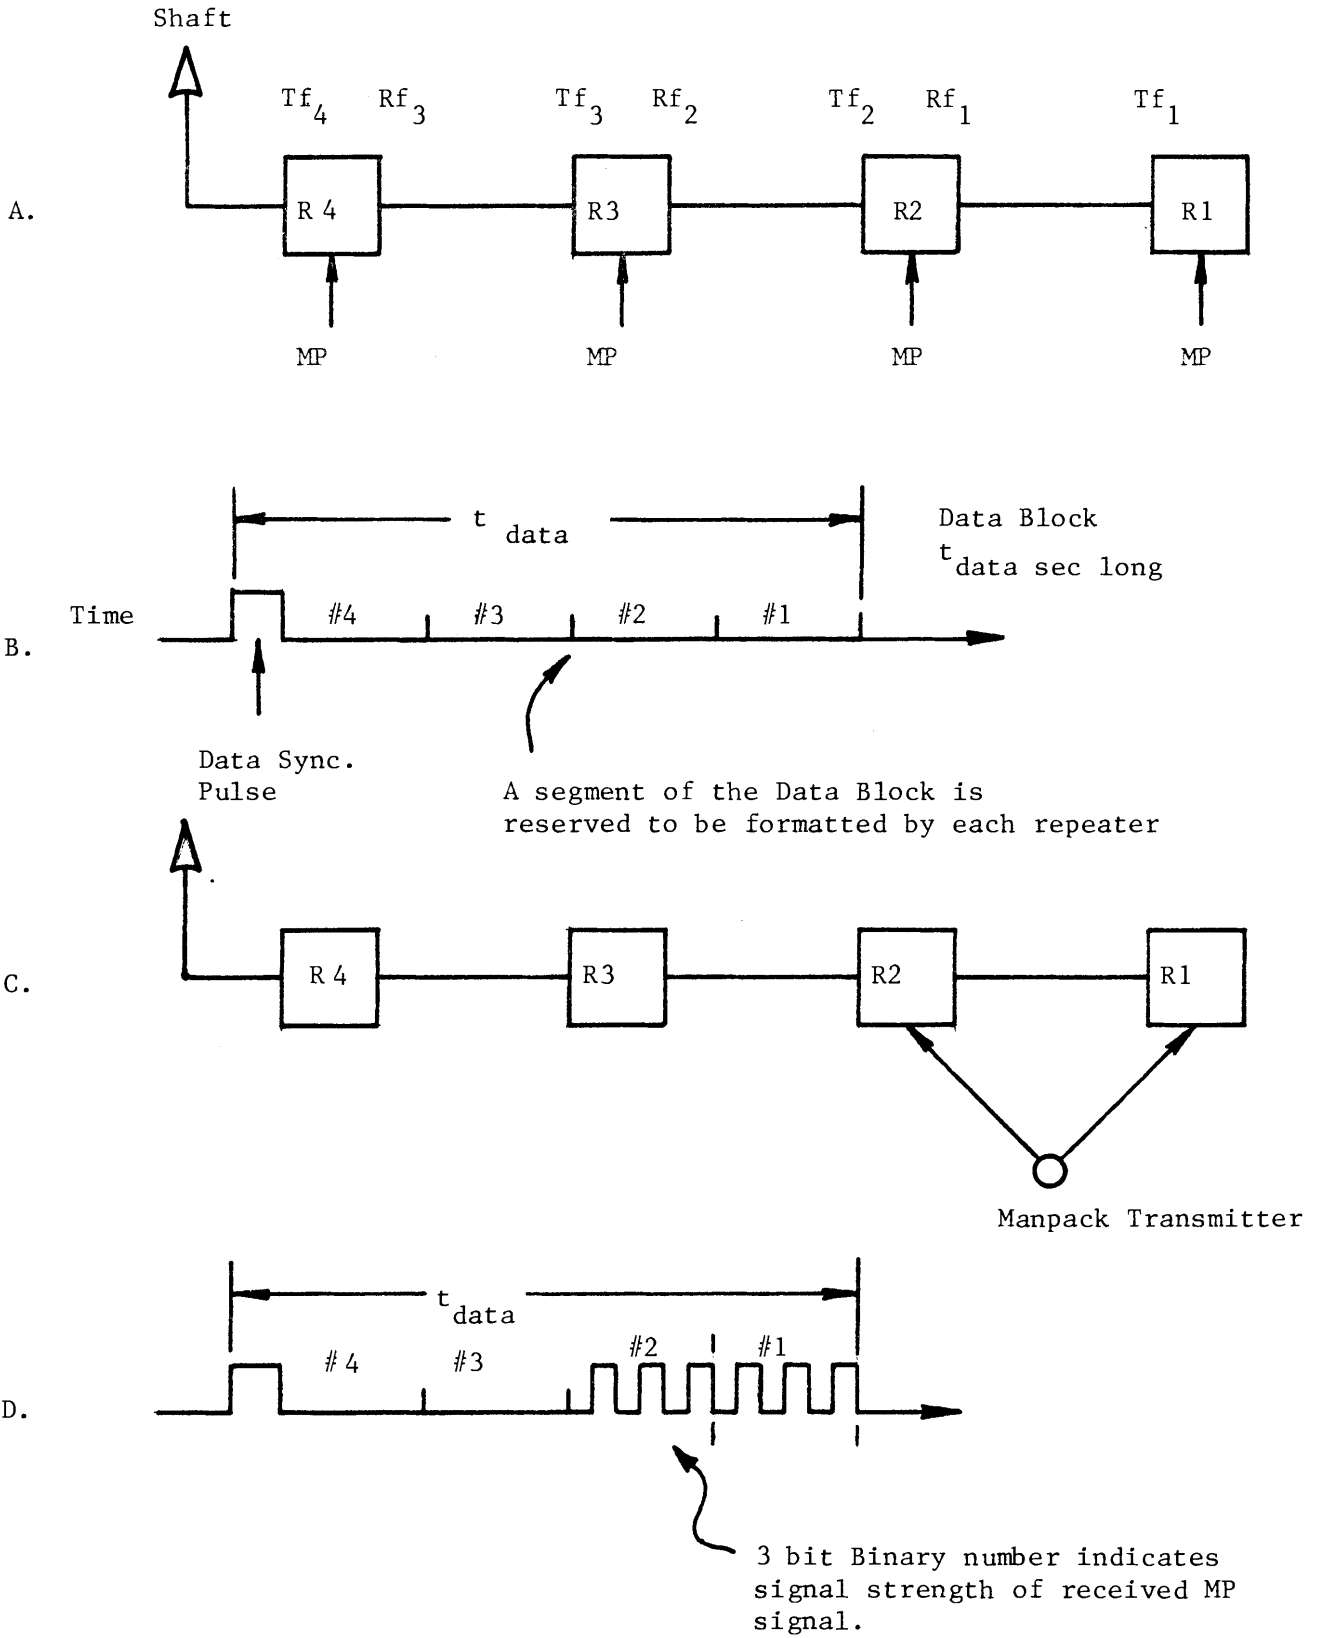 Shaft
Tf4 Rf3 Tf3 Rf2 Tf2 Rf1 Tf1
A.
R 4 R3 R2 R1
MP MP MP MP
t data
Data Block
t data sec long
Time #4 #3 #2 #1
B.
Data Sync.
Pulse
A segment of the Data Block is
reserved to be formatted by each repeater
C.
R 4 R3 R2 R1
Manpack Transmitter
t data
# 4 #3 #2 #1
D.
3 bit Binary number indicates
signal strength of received MP
signal.